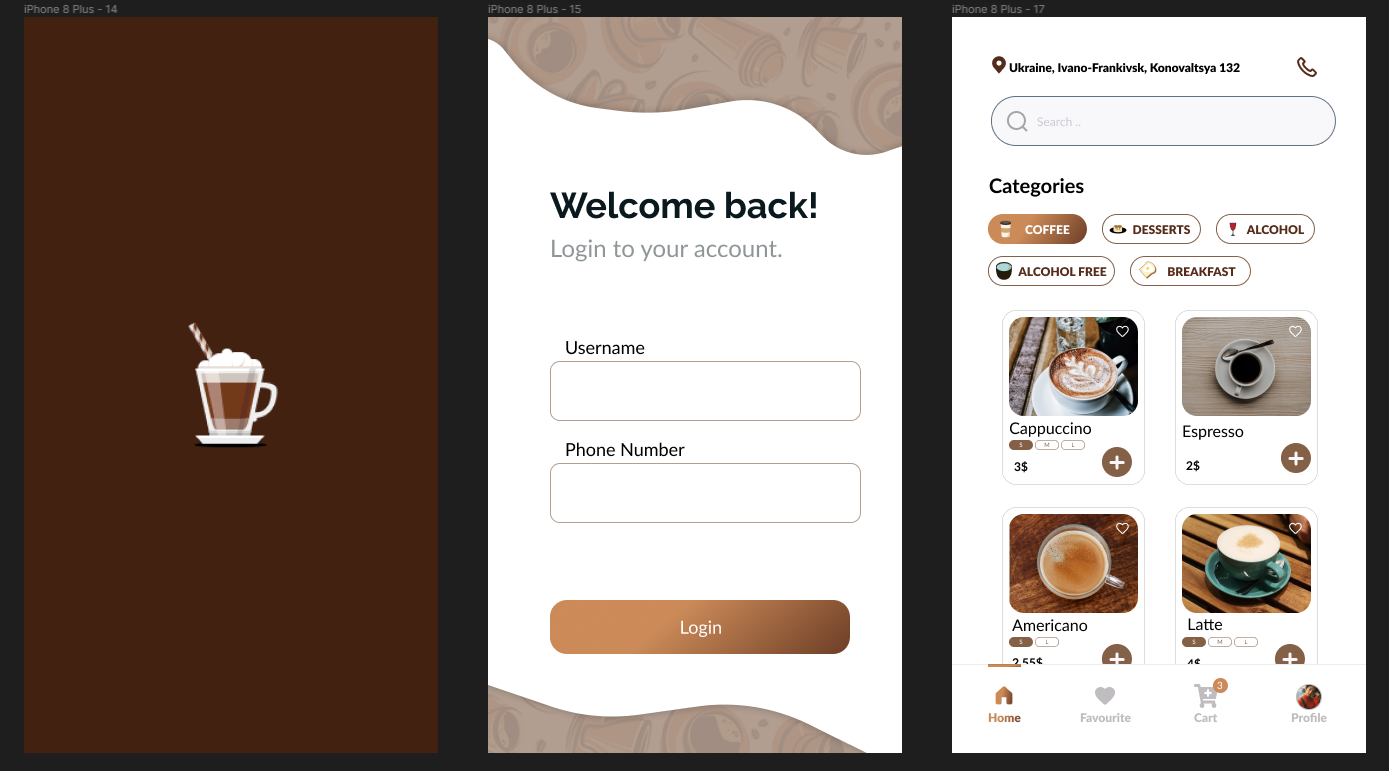 iPhone 8 Plus - 14
iPhone 8 Plus - 15
Welcome back!
Login to your account.
Username
Phone Number
Login
iPhone 8 Plus - 17
Ukraine, Ivano-Frankivsk, Konovaltsya 132
Search ..
Categories
COFFEE DESSERTS ALCOHOL
ALCOHOL FREE BREAKFAST
Cappuccino
S M L
3$
Espresso
2$
Americano
S L
2,55$
Latte
S M L
4$
Home Favourite 3 Cart Profile